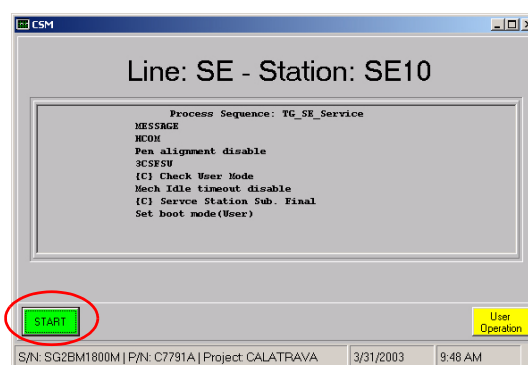 CSM
Line: SE - Station: SE10
Process Sequence: TG_SE_Service
MESSAGE
HCOM
Pen alignment disable
3CSFSU
{C} Check User Mode
Mech Idle timeout disable
{C} Servce Station Sub. Final
Set boot mode(User)
START
User
Operation
S/N: SG2BM1800M | P/N: C7791A | Project: CALATRAVA
3/31/2003
9:48 AM